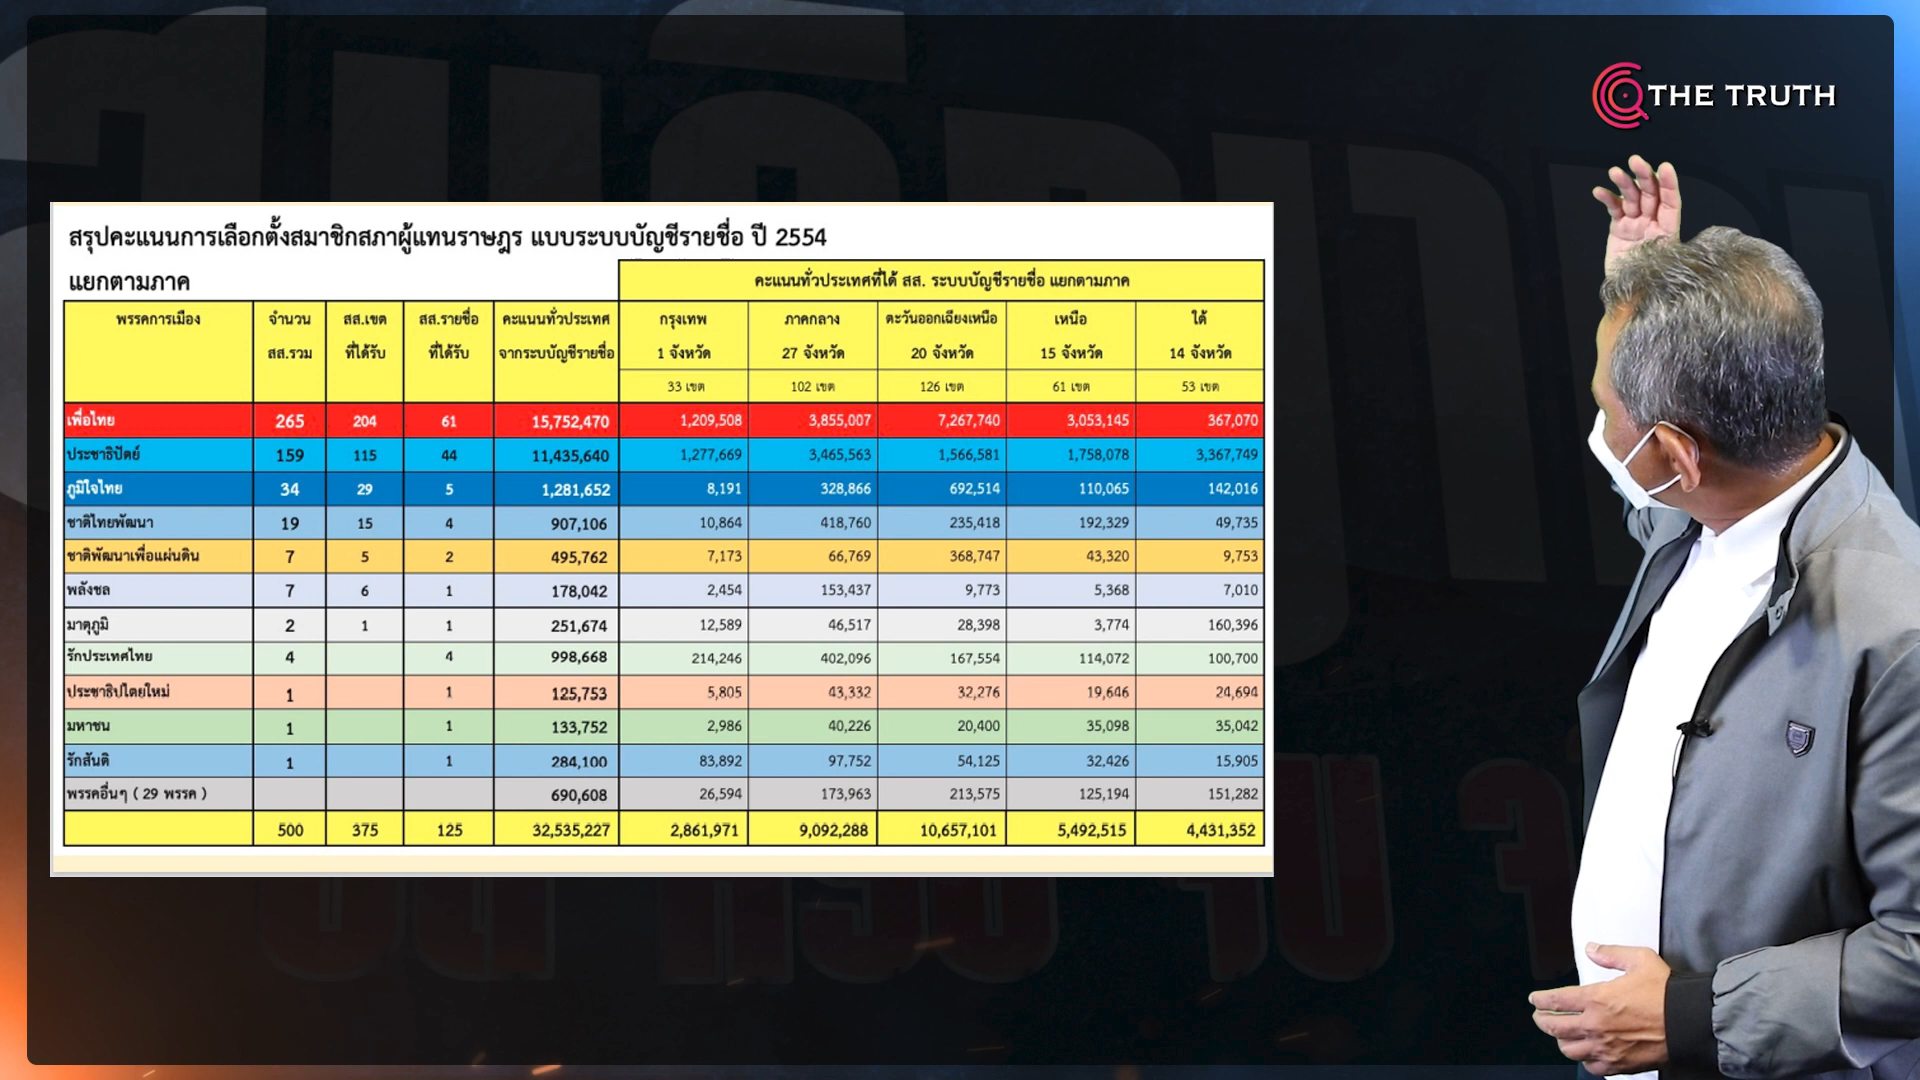 THE TRUTH
สรุปคะแนนการเลือกตั้งสมาชิกสภาผู้แทนราษฎร แบบระบบบัญชีรายชื่อ ปี 2554
แยกตามภาค
คะแนนทั่วประเทศที่ได้ สส. ระบบบัญชีรายชื่อ แยกตามภาค
พรรคการเมือง จำนวน สส.เขต สส.รายชื่อ คะแนนทั่วประเทศ กรุงเทพ ภาคกลาง ตะวันออกเฉียงเหนือ เหนือ ใต้
สส.รวม ที่ได้รับ ที่ได้รับ จากระบบบัญชีรายชื่อ 1 จังหวัด 27 จังหวัด 20 จังหวัด 15 จังหวัด 14 จังหวัด
33 เขต 102 เขต 126 เขต 61 เขต 53 เขต
เพื่อไทย 265 204 61 15,752,470 1,209,508 3,855,007 7,267,740 3,053,145 367,070
ประชาธิปัตย์ 159 115 44 11,435,640 1,277,669 3,465,563 1,566,581 1,758,078 3,367,749
ภูมิใจไทย 34 29 5 1,281,652 8,191 328,866 692,514 110,065 142,016
ชาติไทยพัฒนา 19 15 4 907,106 10,864 418,760 235,418 192,329 49,735
ชาติพัฒนาเพื่อแผ่นดิน 7 5 2 495,762 7,173 66,769 368,747 43,320 9,753
พลังชล 7 6 1 178,042 2,454 153,437 9,773 5,368 7,010
มาตุภูมิ 2 1 1 251,674 12,589 46,517 28,398 3,774 160,396
รักประเทศไทย 4 4 998,668 214,246 402,096 167,554 114,072 100,700
ประชาธิปไตยใหม่ 1 1 125,753 5,805 43,332 32,276 19,646 24,694
มหาชน 1 1 133,752 2,986 40,226 20,400 35,098 35,042
รักสันติ 1 1 284,100 83,892 97,752 54,125 32,426 15,905
พรรคอื่นๆ ( 29 พรรค ) 690,608 26,594 173,963 213,575 125,194 151,282
500 375 125 32,535,227 2,861,971 9,092,288 10,657,101 5,492,515 4,431,352